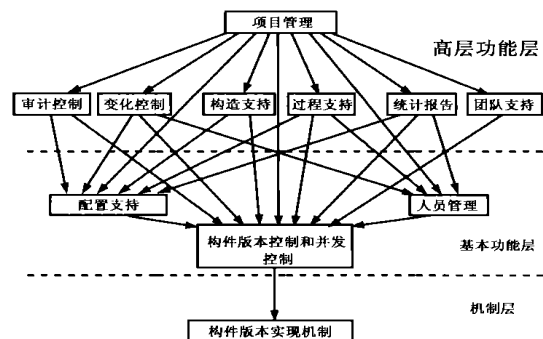 项目管理
高层功能层
审计控制
变化控制
构造支持
过程支持
统计报告
团队支持
配置支持
人员管理
构件版本控制和并发
控制
基本功能层
机制层
构件版本实现机制